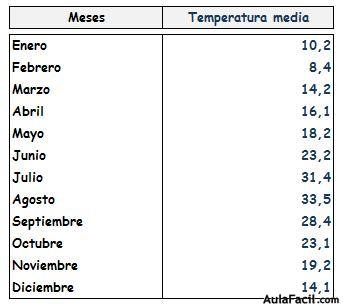 Meses Temperatura media
Enero 10,2
Febrero 8,4
Marzo 14,2
Abril 16,1
Mayo 18,2
Junio 23,2
Julio 31,4
Agosto 33,5
Septiembre 28,4
Octubre 23,1
Noviembre 19,2
Diciembre 14,1
AulaFacil.com